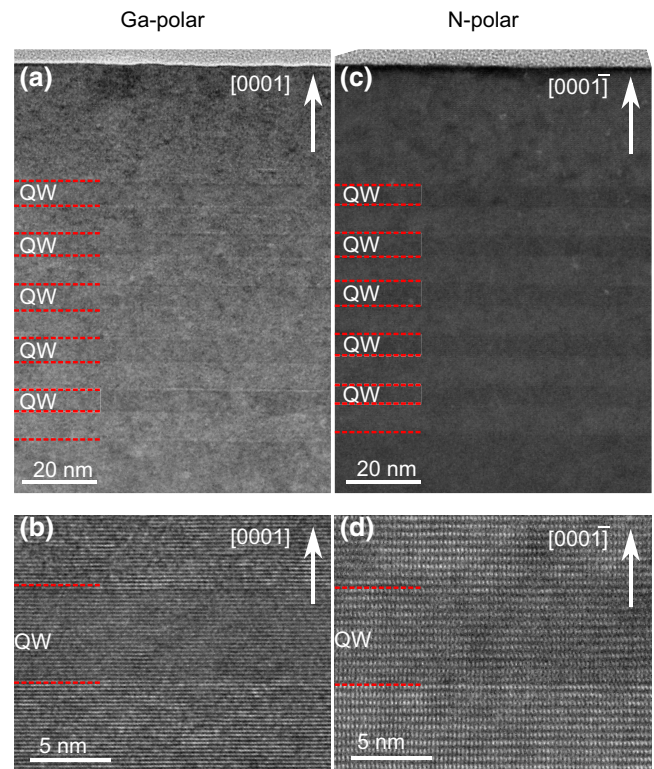 Ga-polar
N-polar
(a)
[0001]
QW
QW
QW
QW
QW
20 nm
(c)
[0001̅]
QW
QW
QW
QW
QW
20 nm
(b)
[0001]
QW
5 nm
(d)
[0001̅]
QW
5 nm